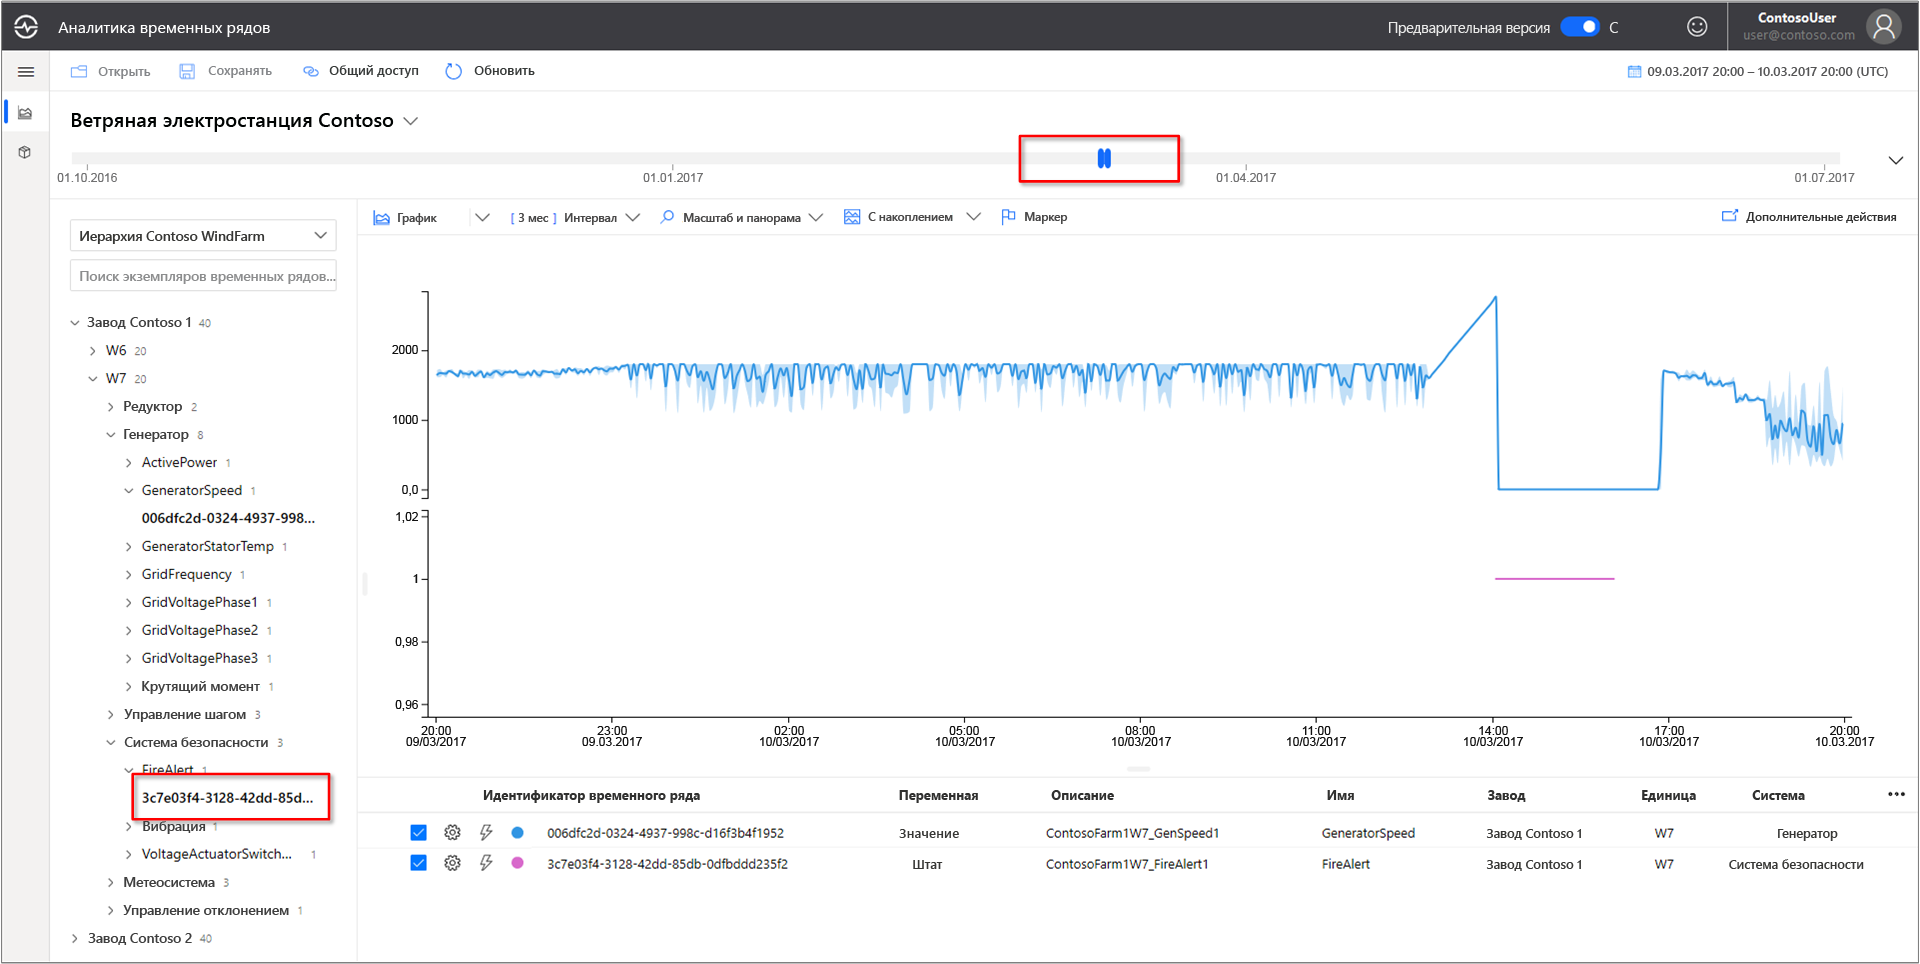 Аналитика временных рядов
Предварительная версия С
ContosoUser
user@contoso.com
Открыть Сохранять Общий доступ Обновить
09.03.2017 20:00 – 10.03.2017 20:00 (UTC)
Ветряная электростанция Contoso
01.10.2016 01.01.2017 01.04.2017 01.07.2017
График [ 3 мес ] Интервал Масштаб и панорама С накоплением Маркер Дополнительные действия
Иерархия Contoso WindFarm
Поиск экземпляров временных рядов...
Завод Contoso 1 40
W6 20
W7 20
Редуктор 2
Генератор 8
ActivePower 1
GeneratorSpeed 1
006dfc2d-0324-4937-998...
GeneratorStatorTemp 1
GridFrequency 1
GridVoltagePhase1 1
GridVoltagePhase2 1
GridVoltagePhase3 1
Крутящий момент 1
Управление шагом 3
Система безопасности 3
FireAlert 1
3c7e03f4-3128-42dd-85d...
Вибрация 1
VoltageActuatorSwitch... 1
Метеосистема 3
Управление отклонением 1
Завод Contoso 2 40
2000
1000
0,0
1,02
1
0,98
0,96
20:00 23:00 02:00 05:00 08:00 11:00 14:00 17:00 20:00
09/03/2017 09.03.2017 10/03/2017 10/03/2017 10/03/2017 10/03/2017 10/03/2017 10/03/2017 10.03.2017
Идентификатор временного ряда Переменная Описание Имя Завод Единица Система
006dfc2d-0324-4937-998c-d16f3b4f1952 Значение ContosoFarm1W7_GenSpeed1 GeneratorSpeed Завод Contoso 1 W7 Генератор
3c7e03f4-3128-42dd-85db-0dfbddd235f2 Штат ContosoFarm1W7_FireAlert1 FireAlert Завод Contoso 1 W7 Система безопасности